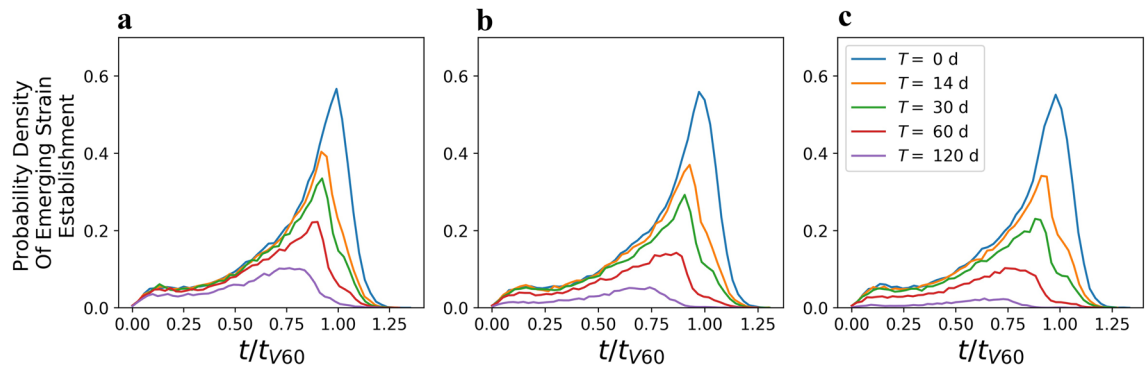 a
b
c
Probability Density
Of Emerging Strain
Establishment
0.6
0.4
0.2
0.0
0.00 0.25 0.50 0.75 1.00 1.25
t/tV60
0.6
0.4
0.2
0.0
0.00 0.25 0.50 0.75 1.00 1.25
t/tV60
0.6
0.4
0.2
0.0
0.00 0.25 0.50 0.75 1.00 1.25
t/tV60
T = 0 d
T = 14 d
T = 30 d
T = 60 d
T = 120 d